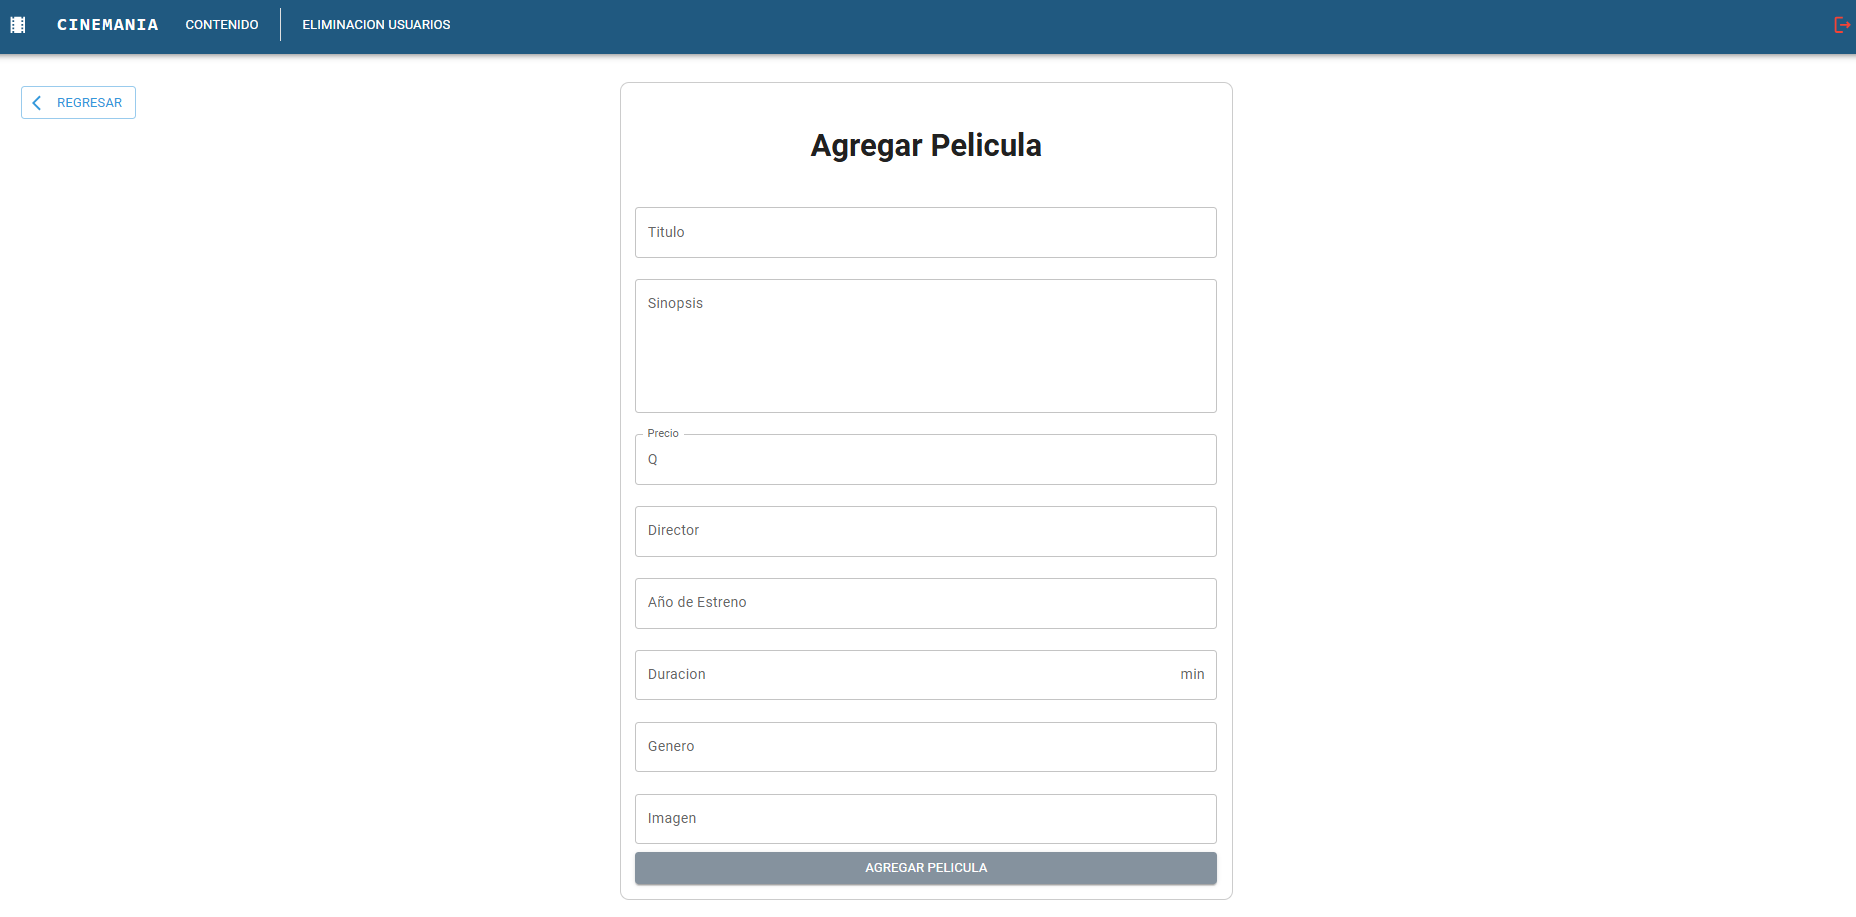 CINEMANIA CONTENIDO ELIMINACION USUARIOS
REGRESAR
Agregar Pelicula
Titulo
Sinopsis
Precio
Q
Director
Año de Estreno
Duracion min
Genero
Imagen
AGREGAR PELICULA